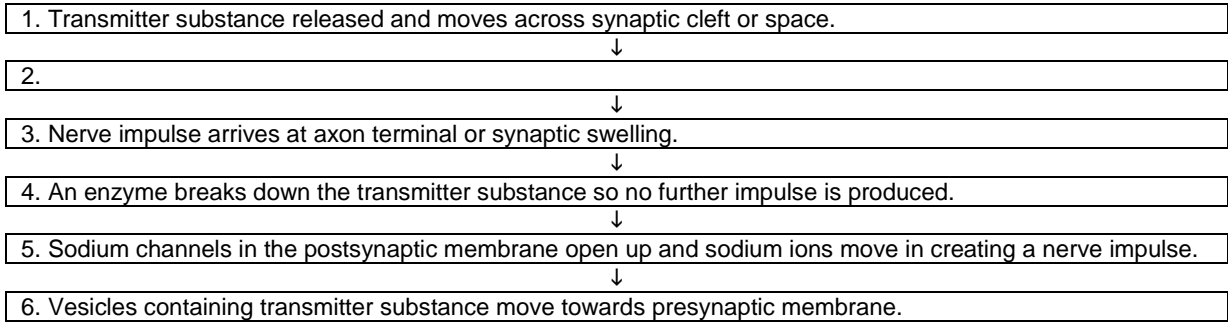 1. Transmitter substance released and moves across synaptic cleft or space.
↓
2.
↓
3. Nerve impulse arrives at axon terminal or synaptic swelling.
↓
4. An enzyme breaks down the transmitter substance so no further impulse is produced.
↓
5. Sodium channels in the postsynaptic membrane open up and sodium ions move in creating a nerve impulse.
↓
6. Vesicles containing transmitter substance move towards presynaptic membrane.